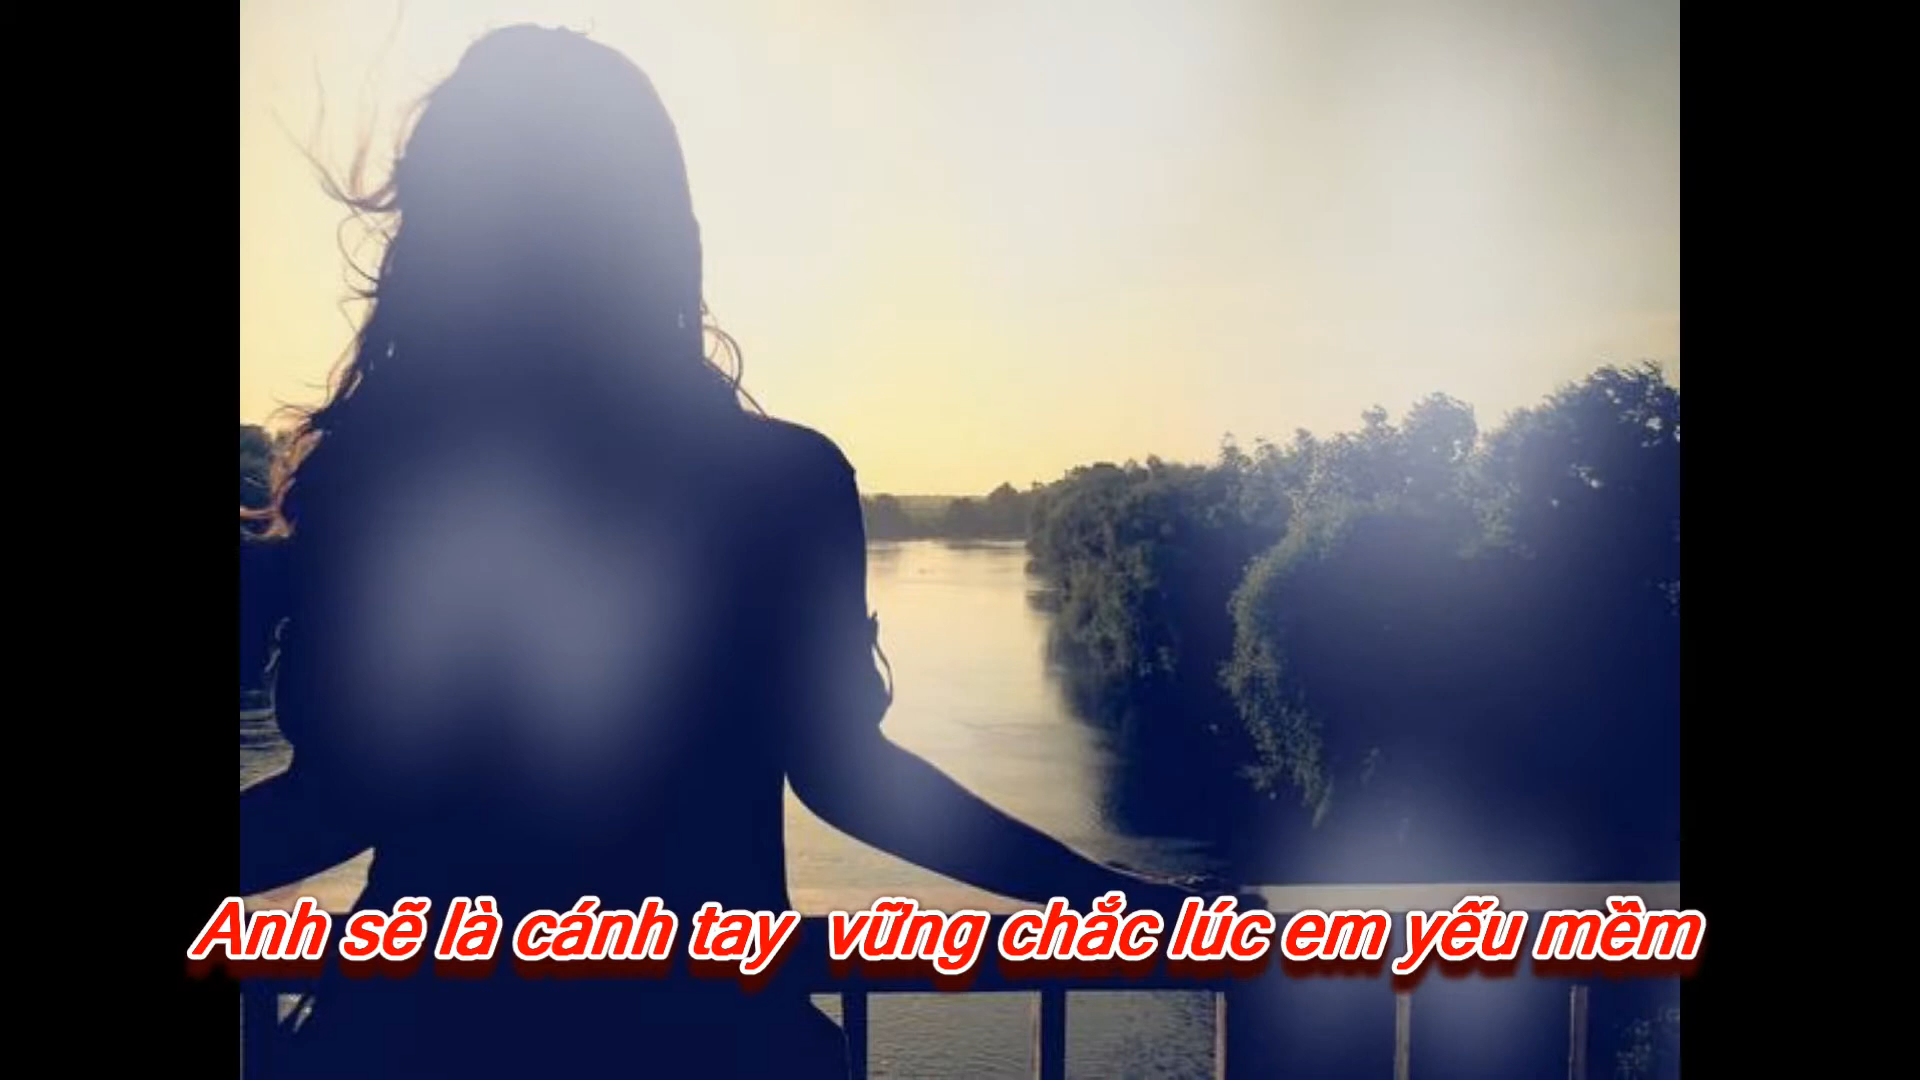 Anh sẽ là cánh tay vững chắc lúc em yếu mềm